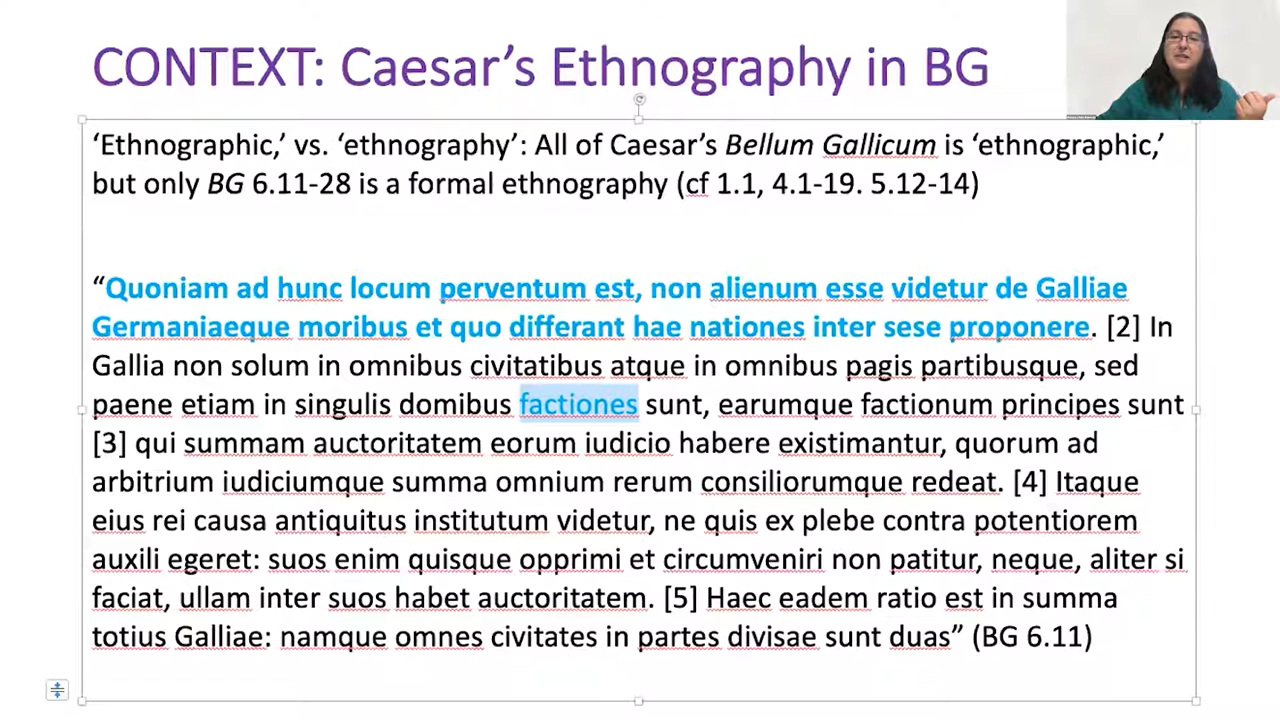 CONTEXT: Caesar’s Ethnography in BG
‘Ethnographic,’ vs. ‘ethnography’: All of Caesar’s Bellum Gallicum is ‘ethnographic,’
but only BG 6.11-28 is a formal ethnography (cf 1.1, 4.1-19. 5.12-14)
“Quoniam ad hunc locum perventum est, non alienum esse videtur de Galliae
Germaniaeque moribus et quo differant hae nationes inter sese proponere. [2] In
Gallia non solum in omnibus civitatibus atque in omnibus pagis partibusque, sed
paene etiam in singulis domibus factiones sunt, earumque factionum principes sunt
[3] qui summam auctoritatem eorum iudicio habere existimantur, quorum ad
arbitrium iudiciumque summa omnium rerum consiliorumque redeat. [4] Itaque
eius rei causa antiquitus institutum videtur, ne quis ex plebe contra potentiorem
auxili egeret: suos enim quisque opprimi et circumveniri non patitur, neque, aliter si
faciat, ullam inter suos habet auctoritatem. [5] Haec eadem ratio est in summa
totius Galliae: namque omnes civitates in partes divisae sunt duas” (BG 6.11)